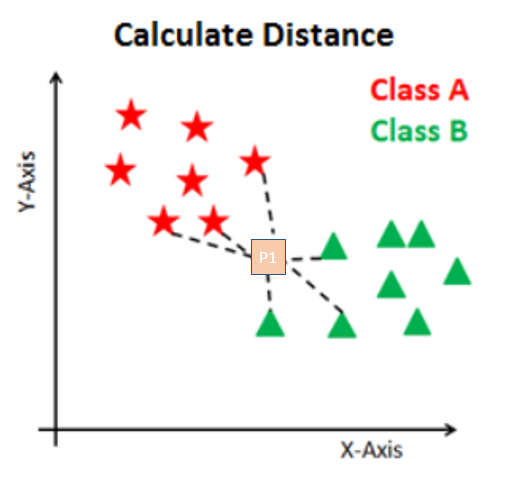 Calculate Distance
Class A
Class B
Y-Axis
P1
X-Axis